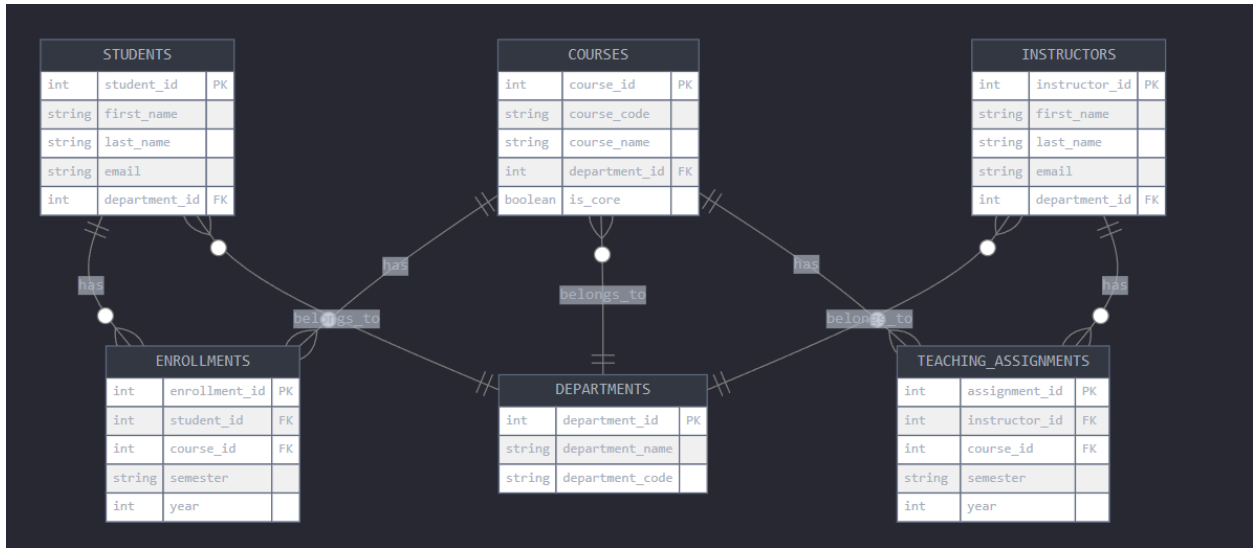 STUDENTS
int student_id PK
string first_name
string last_name
string email
int department_id FK
COURSES
int course_id PK
string course_code
string course_name
int department_id FK
boolean is_core
INSTRUCTORS
int instructor_id PK
string first_name
string last_name
string email
int department_id FK
has
has
belongs_to
has
has
belongs_to
belongs_to
ENROLLMENTS
int enrollment_id PK
int student_id FK
int course_id FK
string semester
int year
DEPARTMENTS
int department_id PK
string department_name
string department_code
TEACHING_ASSIGNMENTS
int assignment_id PK
int instructor_id FK
int course_id FK
string semester
int year